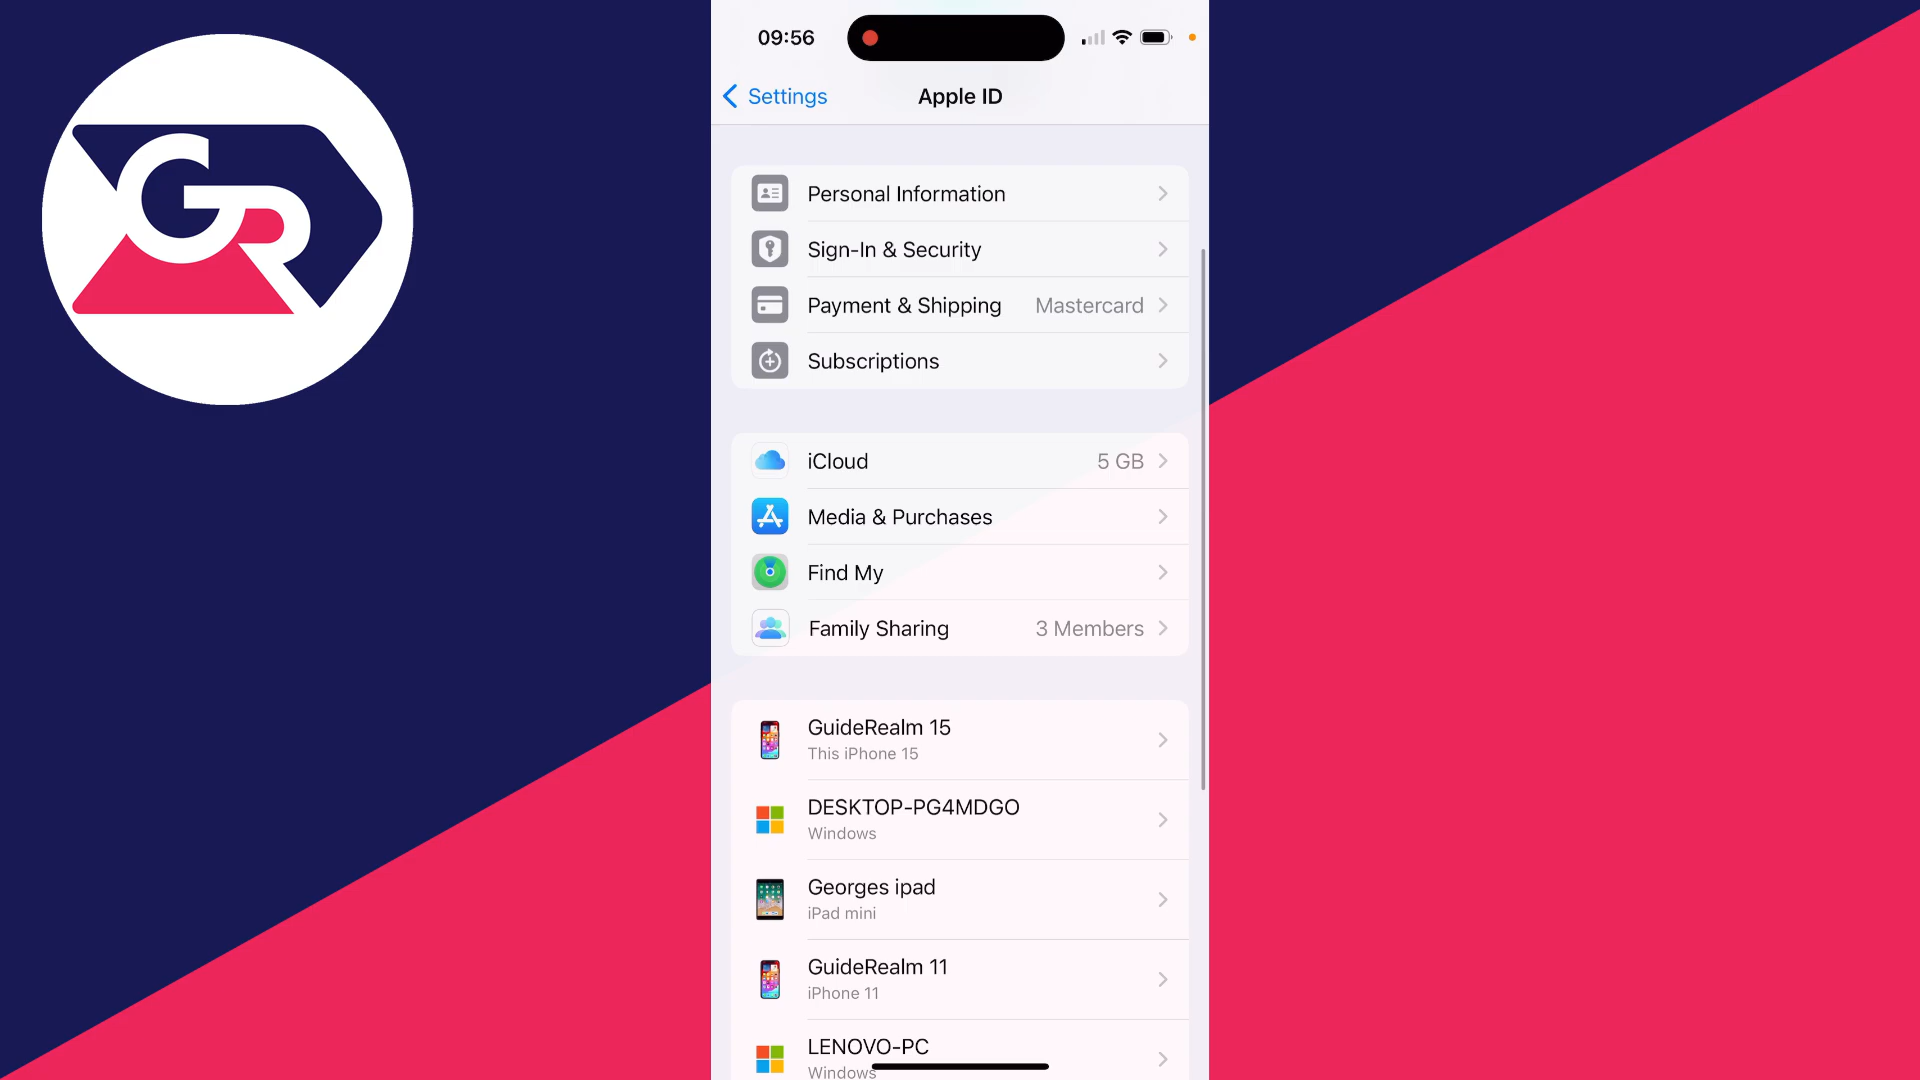 GR
09:56
Settings
Apple ID
Personal Information
Sign-In & Security
Payment & Shipping Mastercard
Subscriptions
iCloud 5 GB
Media & Purchases
Find My
Family Sharing 3 Members
GuideRealm 15
This iPhone 15
DESKTOP-PG4MDGO
Windows
Georges ipad
iPad mini
GuideRealm 11
iPhone 11
LENOVO-PC
Windows